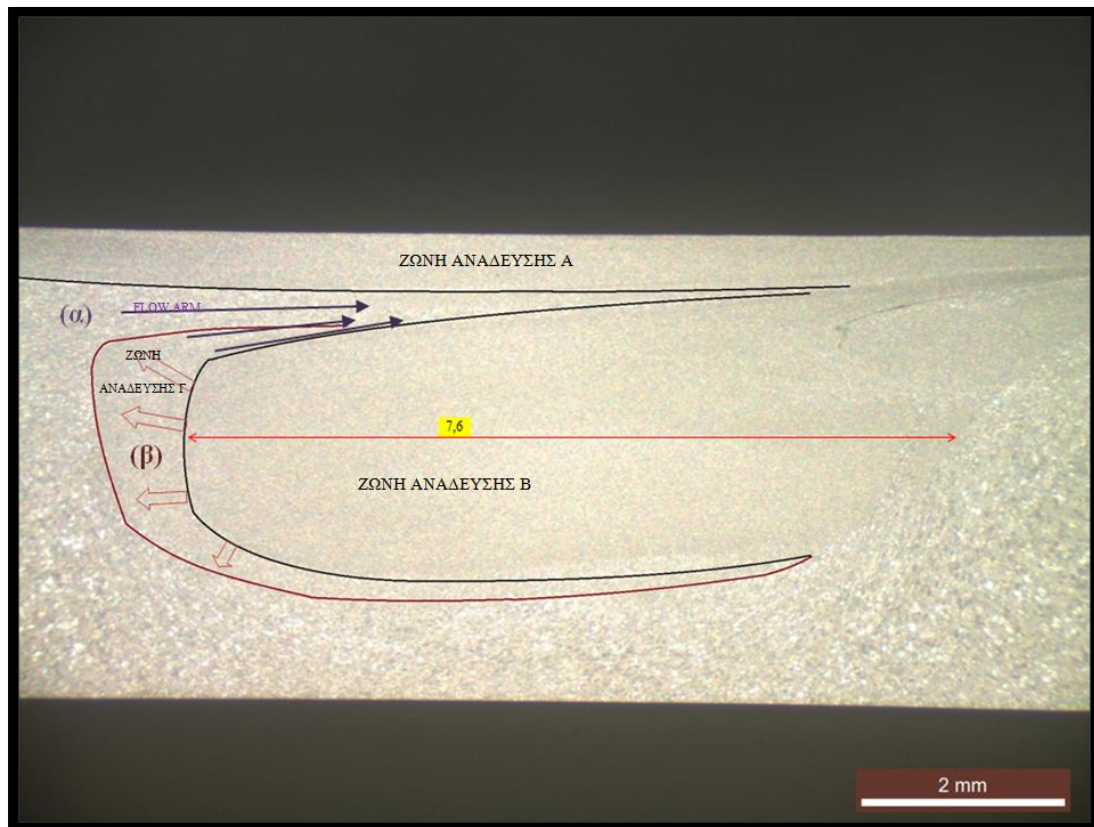 ΖΩΝΗ ΑΝΑΔΕΥΣΗΣ Α
(α)
FLOW ARM
ΖΩΝΗ
ΑΝΑΔΕΥΣΗΣ Γ
7,6
(β)
ΖΩΝΗ ΑΝΑΔΕΥΣΗΣ Β
2 mm